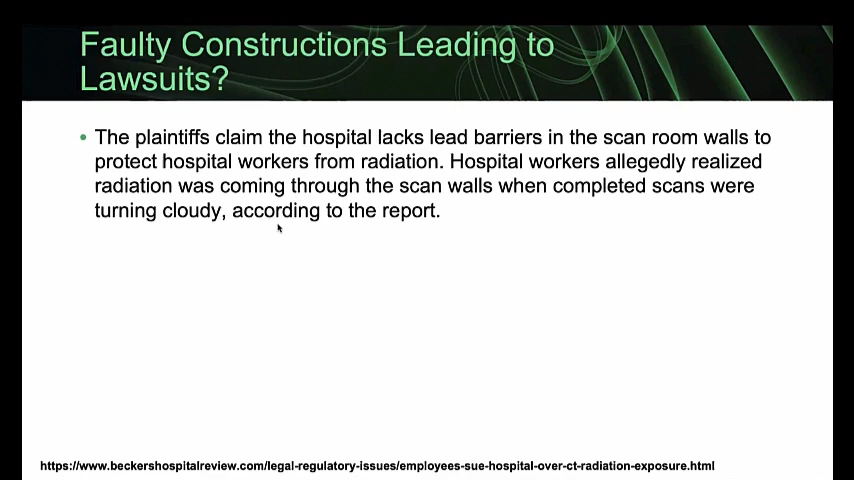 Faulty Constructions Leading to
Lawsuits?
• The plaintiffs claim the hospital lacks lead barriers in the scan room walls to
protect hospital workers from radiation. Hospital workers allegedly realized
radiation was coming through the scan walls when completed scans were
turning cloudy, according to the report.
https://www.beckershospitalreview.com/legal-regulatory-issues/employees-sue-hospital-over-ct-radiation-exposure.html